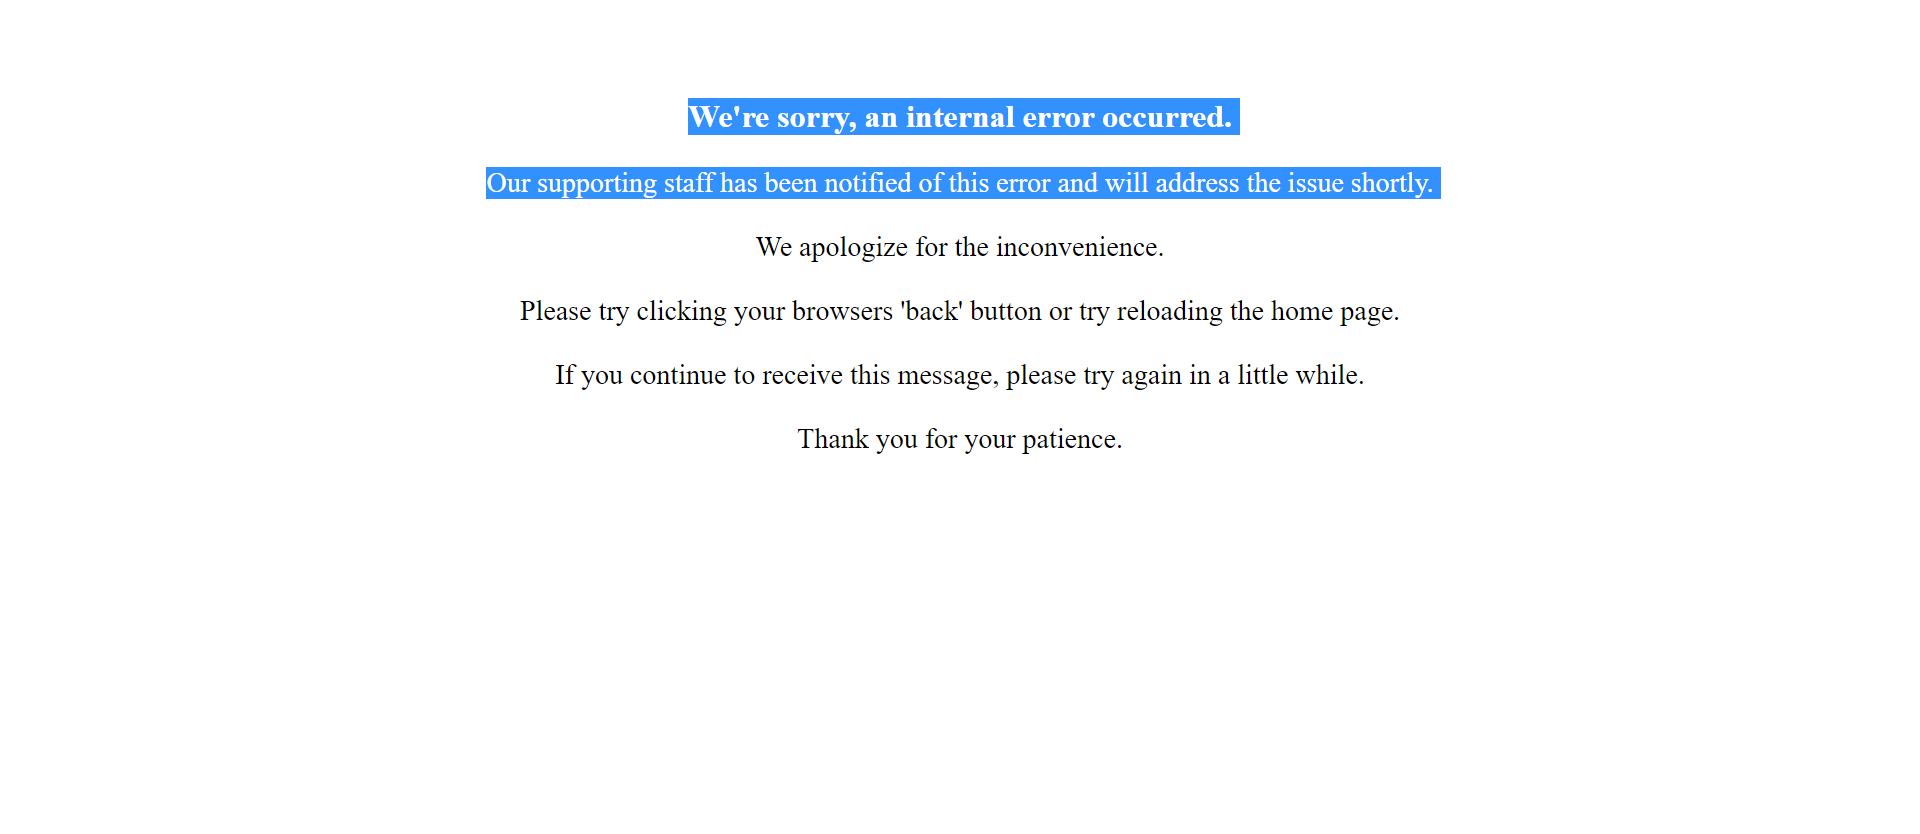 We're sorry, an internal error occurred.
Our supporting staff has been notified of this error and will address the issue shortly.
We apologize for the inconvenience.
Please try clicking your browsers 'back' button or try reloading the home page.
If you continue to receive this message, please try again in a little while.
Thank you for your patience.